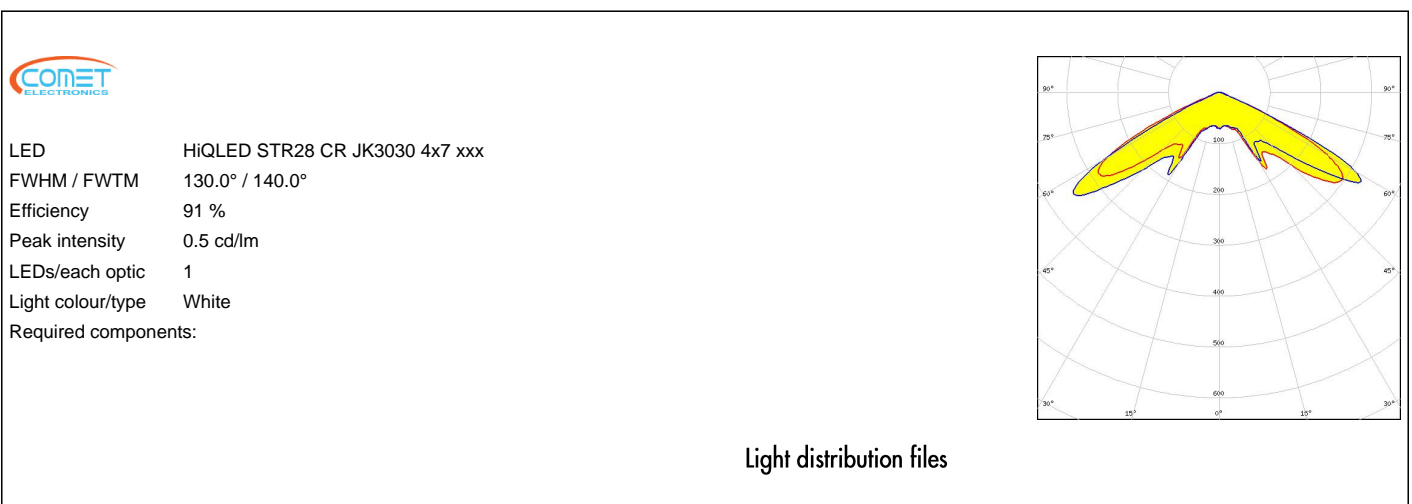 COMET
ELECTRONICS
LED HiQLED STR28 CR JK3030 4x7 xxx
FWHM / FWTM 130.0° / 140.0°
Efficiency 91 %
Peak intensity 0.5 cd/lm
LEDs/each optic 1
Light colour/type White
Required components:
90° 90°
75° 75°
100
60° 200 60°
300
45° 45°
400
500
600
30° 15° 0° 15° 30°
Light distribution files